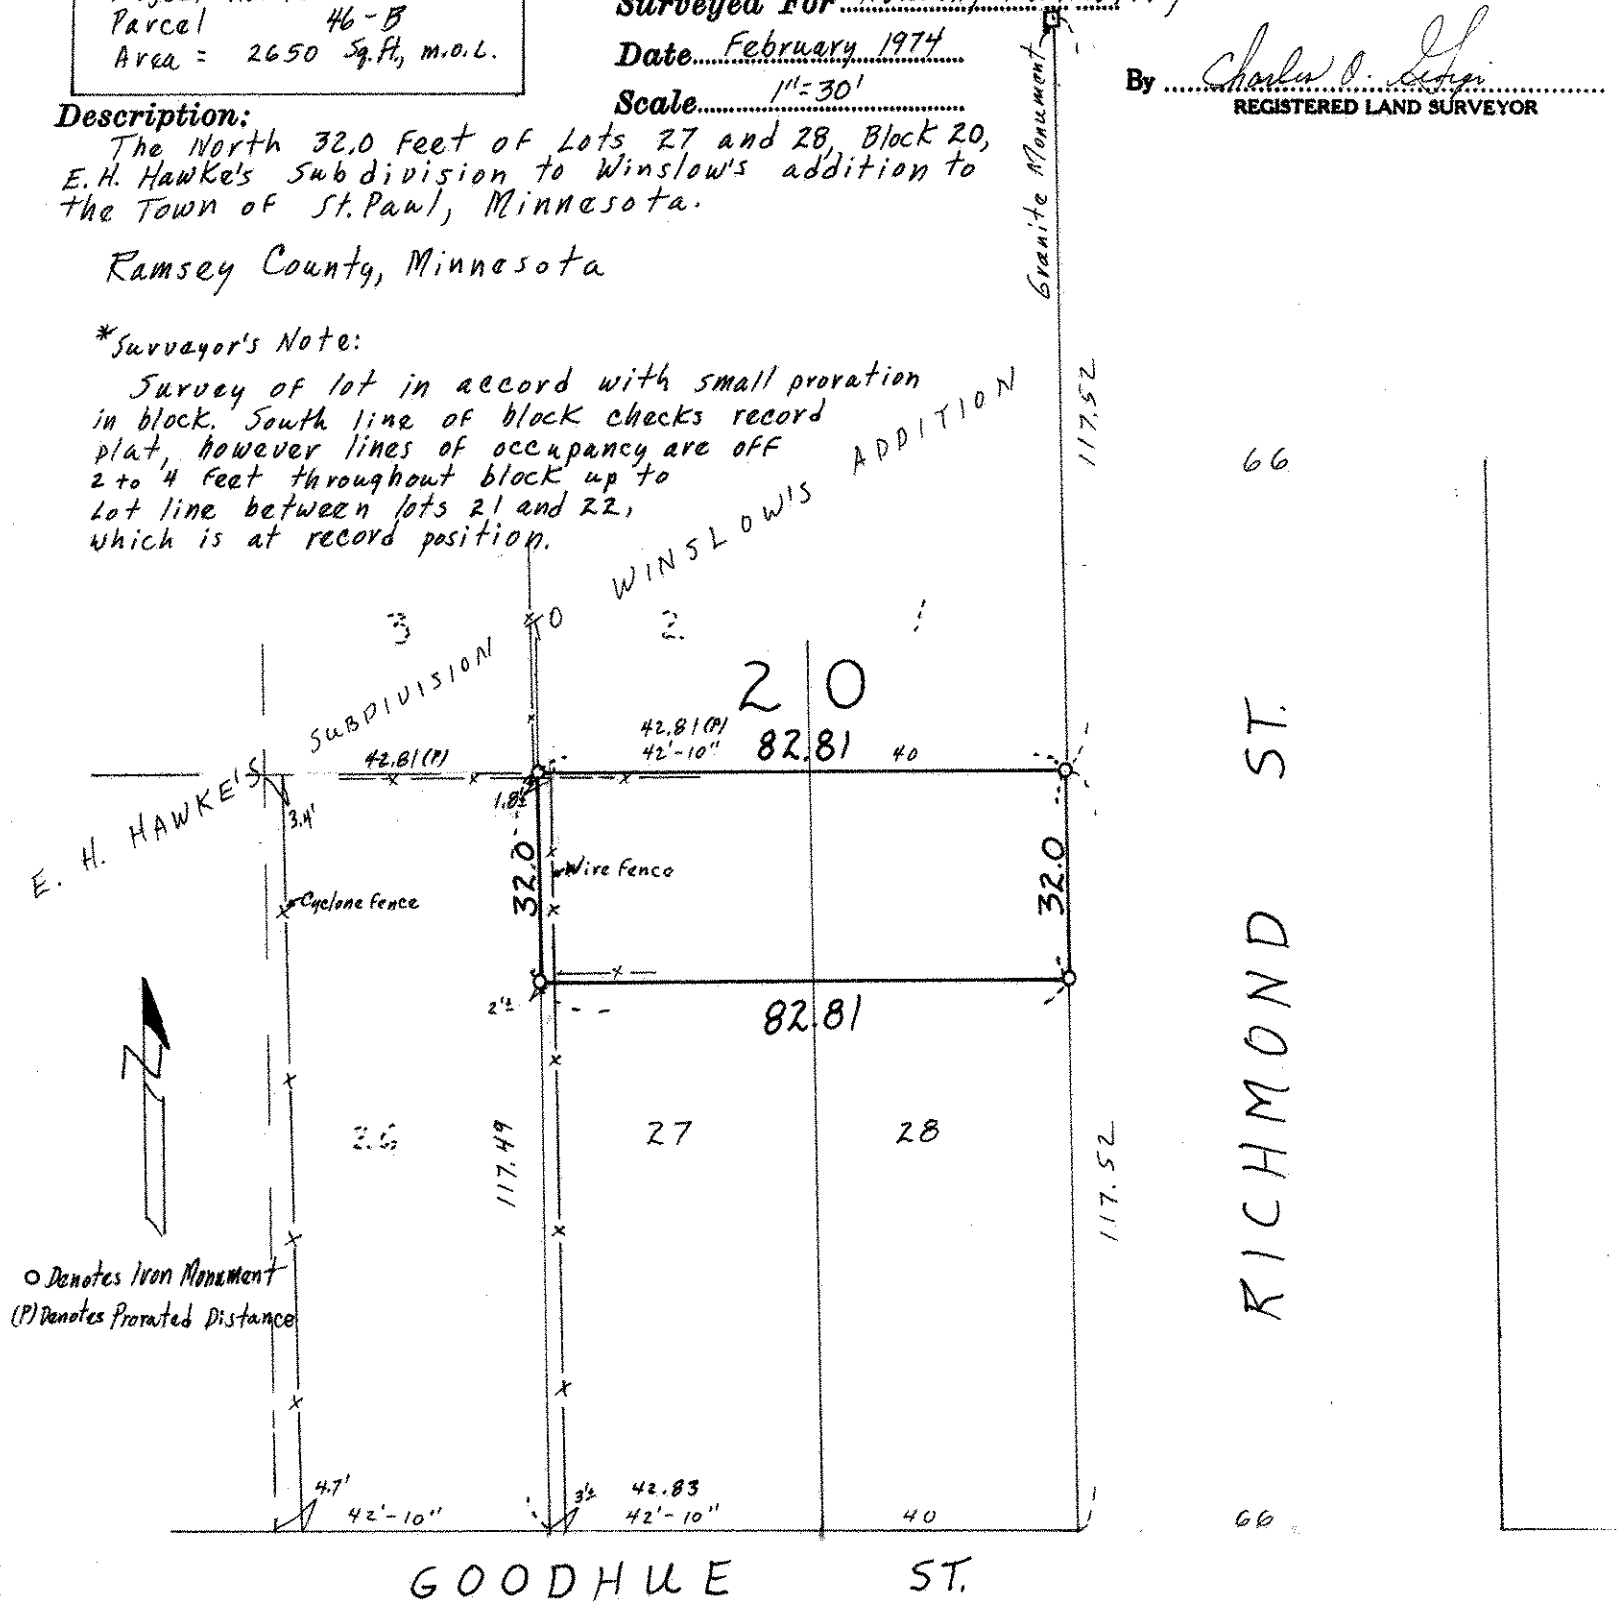 Parcel 46-B
Area = 2650 Sq.ft, m.o.l.
Surveyed For
Date February 1974
Scale 1"=30'
By Charles O.
REGISTERED LAND SURVEYOR
Description:
The North 32.0 Feet of Lots 27 and 28, Block 20,
E. H. Hawke's Subdivision to Winslow's addition to
the Town of St. Paul, Minnesota.
Ramsey County, Minnesota
*Surveyor's Note:
Survey of lot in accord with small proration
in block. South line of block checks record
plat, however lines of occupancy are off
2 to 4 feet throughout block up to
Lot line between lots 21 and 22,
which is at record position.
Granite Monument
117.52
66
E. H. HAWKE'S SUBDIVISION TO WINSLOW'S ADDITION
3
2
1
20
42.81(P)
42.81(P)
42'-10"
82.81
40
3.4'
1.8'±
32.0
Wire Fence
32.0
Cyclone Fence
2'±
82.81
26
27
28
117.49
117.52
RICHMOND ST.
N
O Denotes Iron Monument
(P) Denotes Prorated Distance
4.7'
42'-10"
3'±
42.83
42'-10"
40
66
GOODHUE ST.